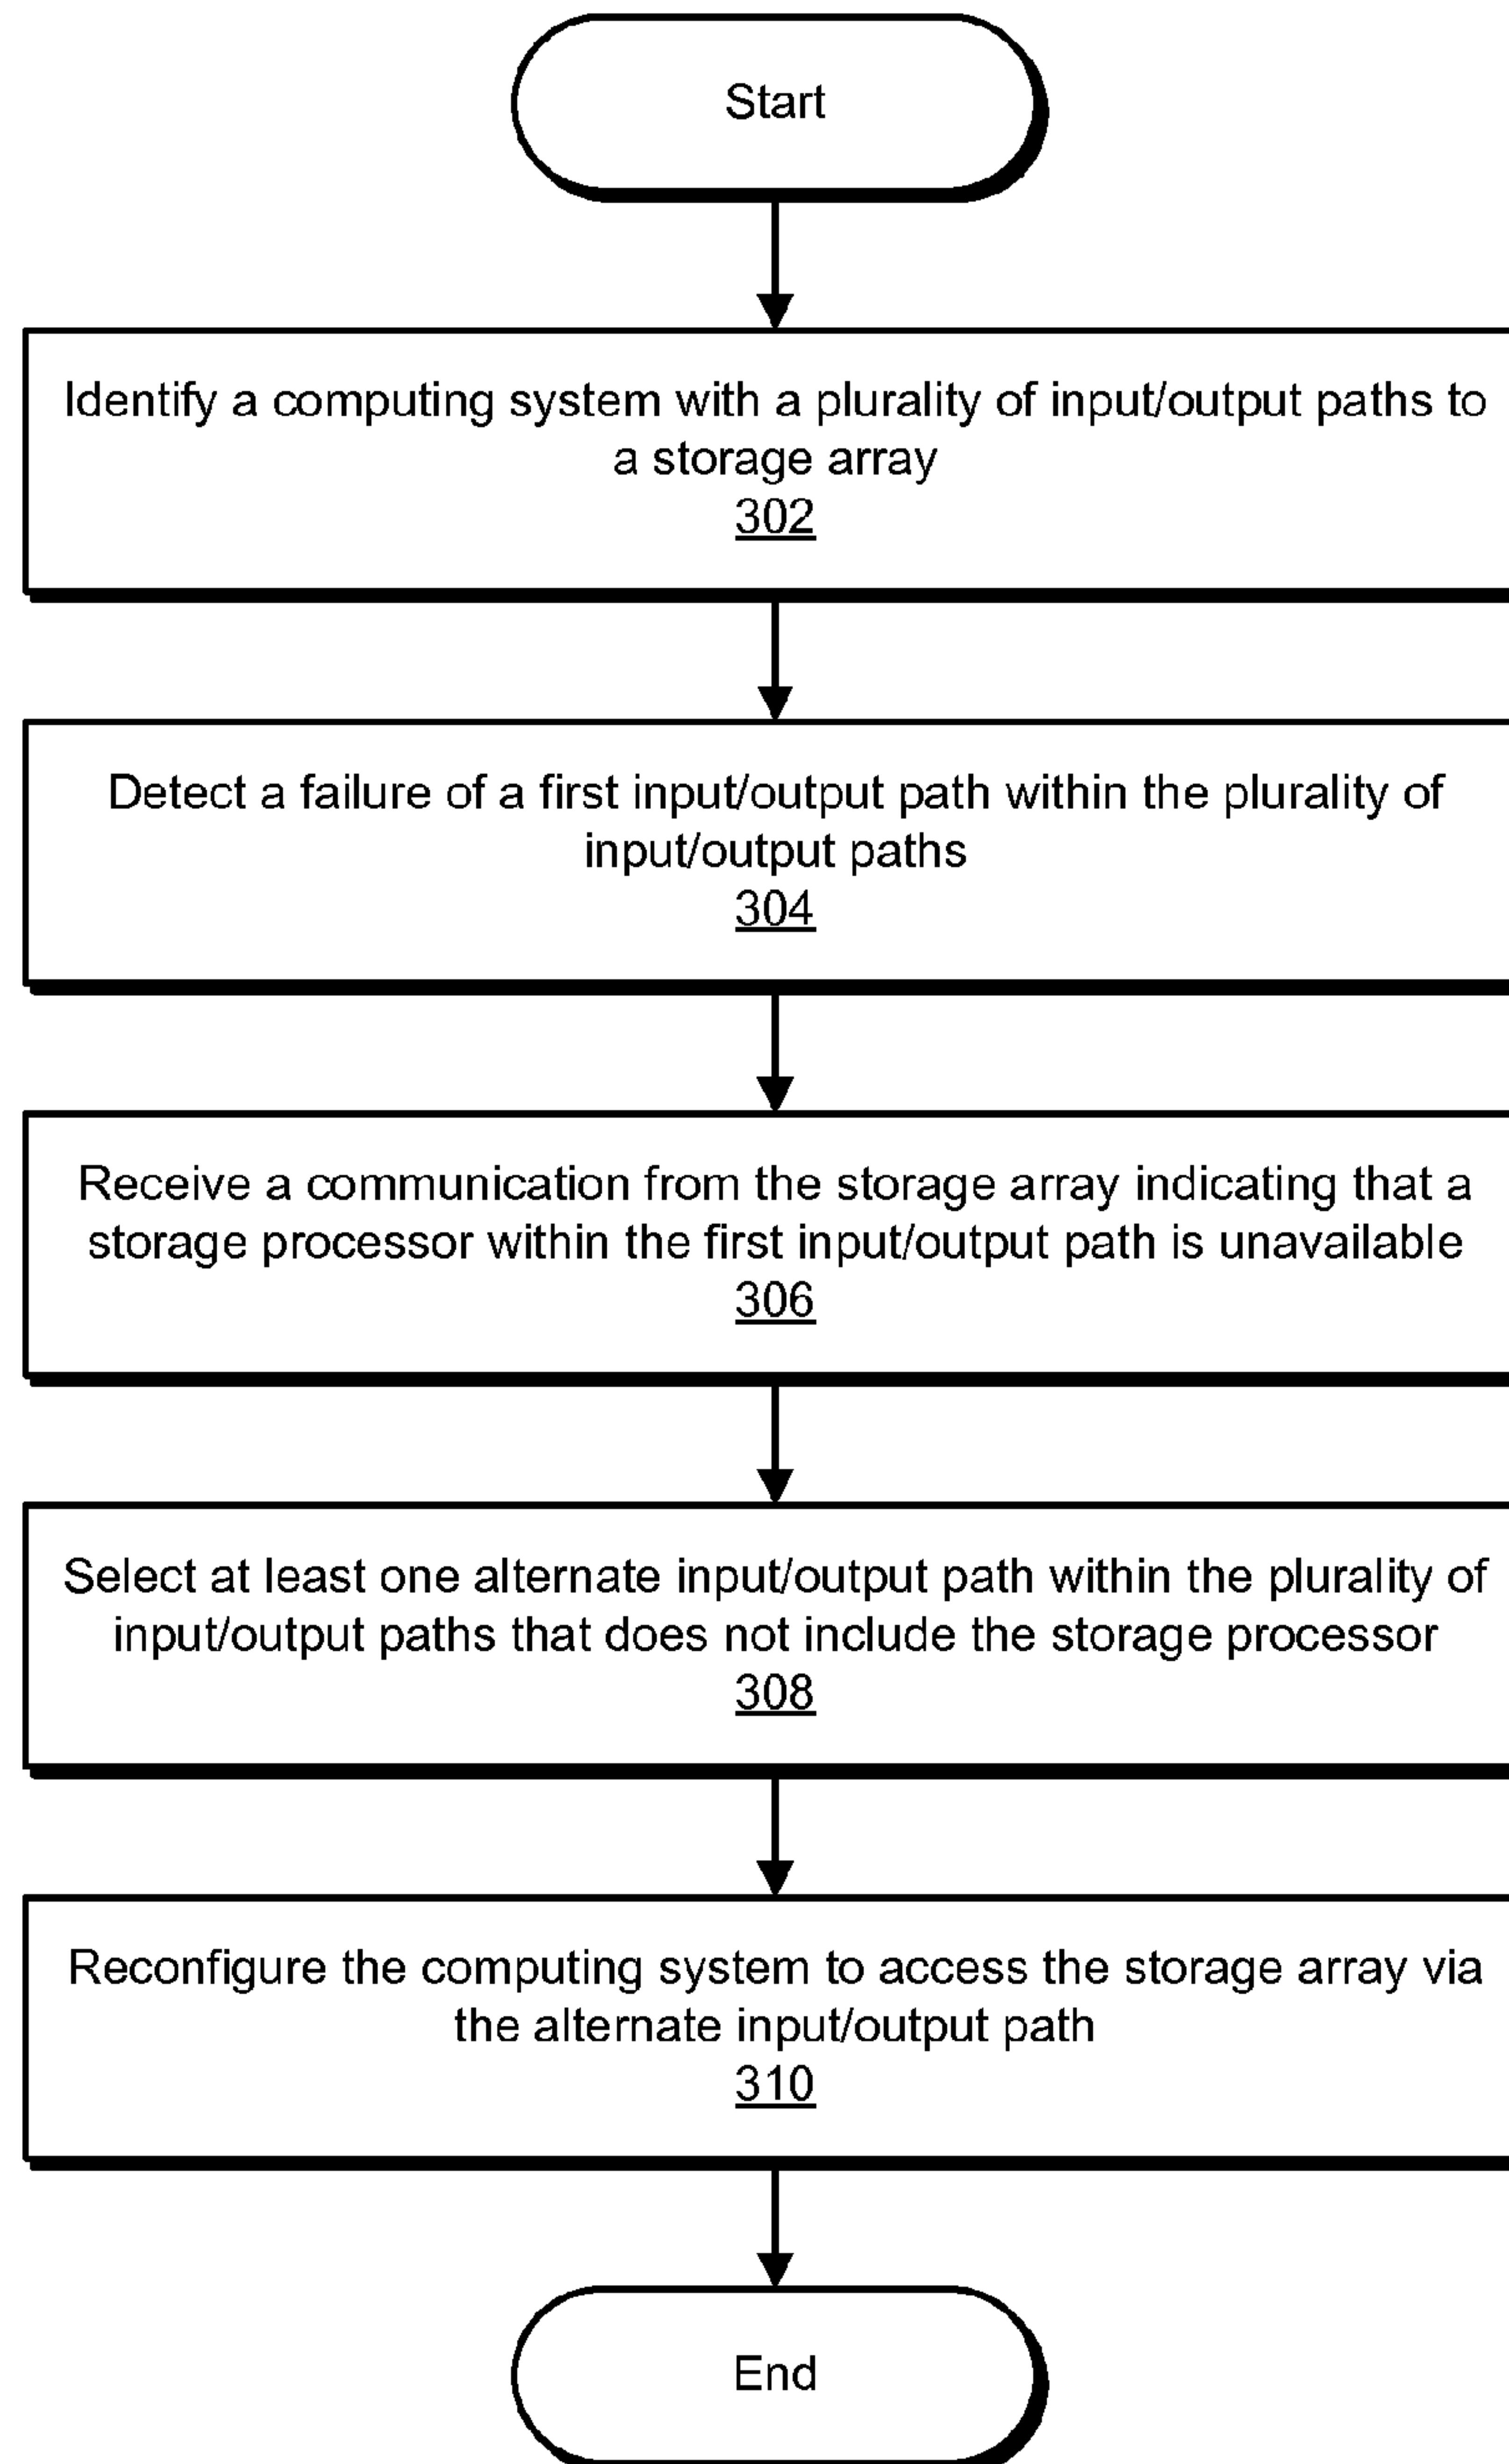 Start
Identify a computing system with a plurality of input/output paths to
a storage array
302
Detect a failure of a first input/output path within the plurality of
input/output paths
304
Receive a communication from the storage array indicating that a
storage processor within the first input/output path is unavailable
306
Select at least one alternate input/output path within the plurality of
input/output paths that does not include the storage processor
308
Reconfigure the computing system to access the storage array via
the alternate input/output path
310
End